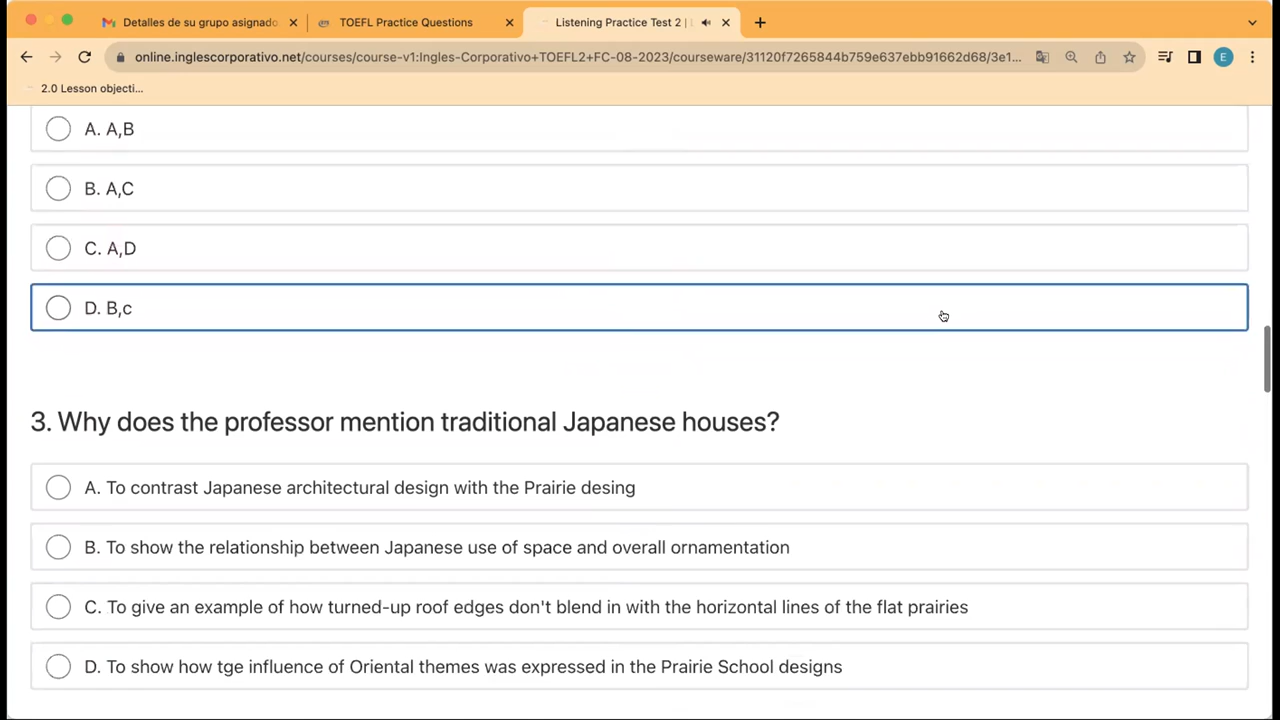 Detalles de su grupo asignado
TOEFL Practice Questions
Listening Practice Test 2 |
online.inglescorporativo.net/courses/course-v1:Ingles-Corporativo+TOEFL2+FC-08-2023/courseware/31120f7265844b759e637ebb91662d68/3e1...
E
2.0 Lesson objecti...
A. A,B
B. A,C
C. A,D
D. B,c
3. Why does the professor mention traditional Japanese houses?
A. To contrast Japanese architectural design with the Prairie desing
B. To show the relationship between Japanese use of space and overall ornamentation
C. To give an example of how turned-up roof edges don't blend in with the horizontal lines of the flat prairies
D. To show how tge influence of Oriental themes was expressed in the Prairie School designs